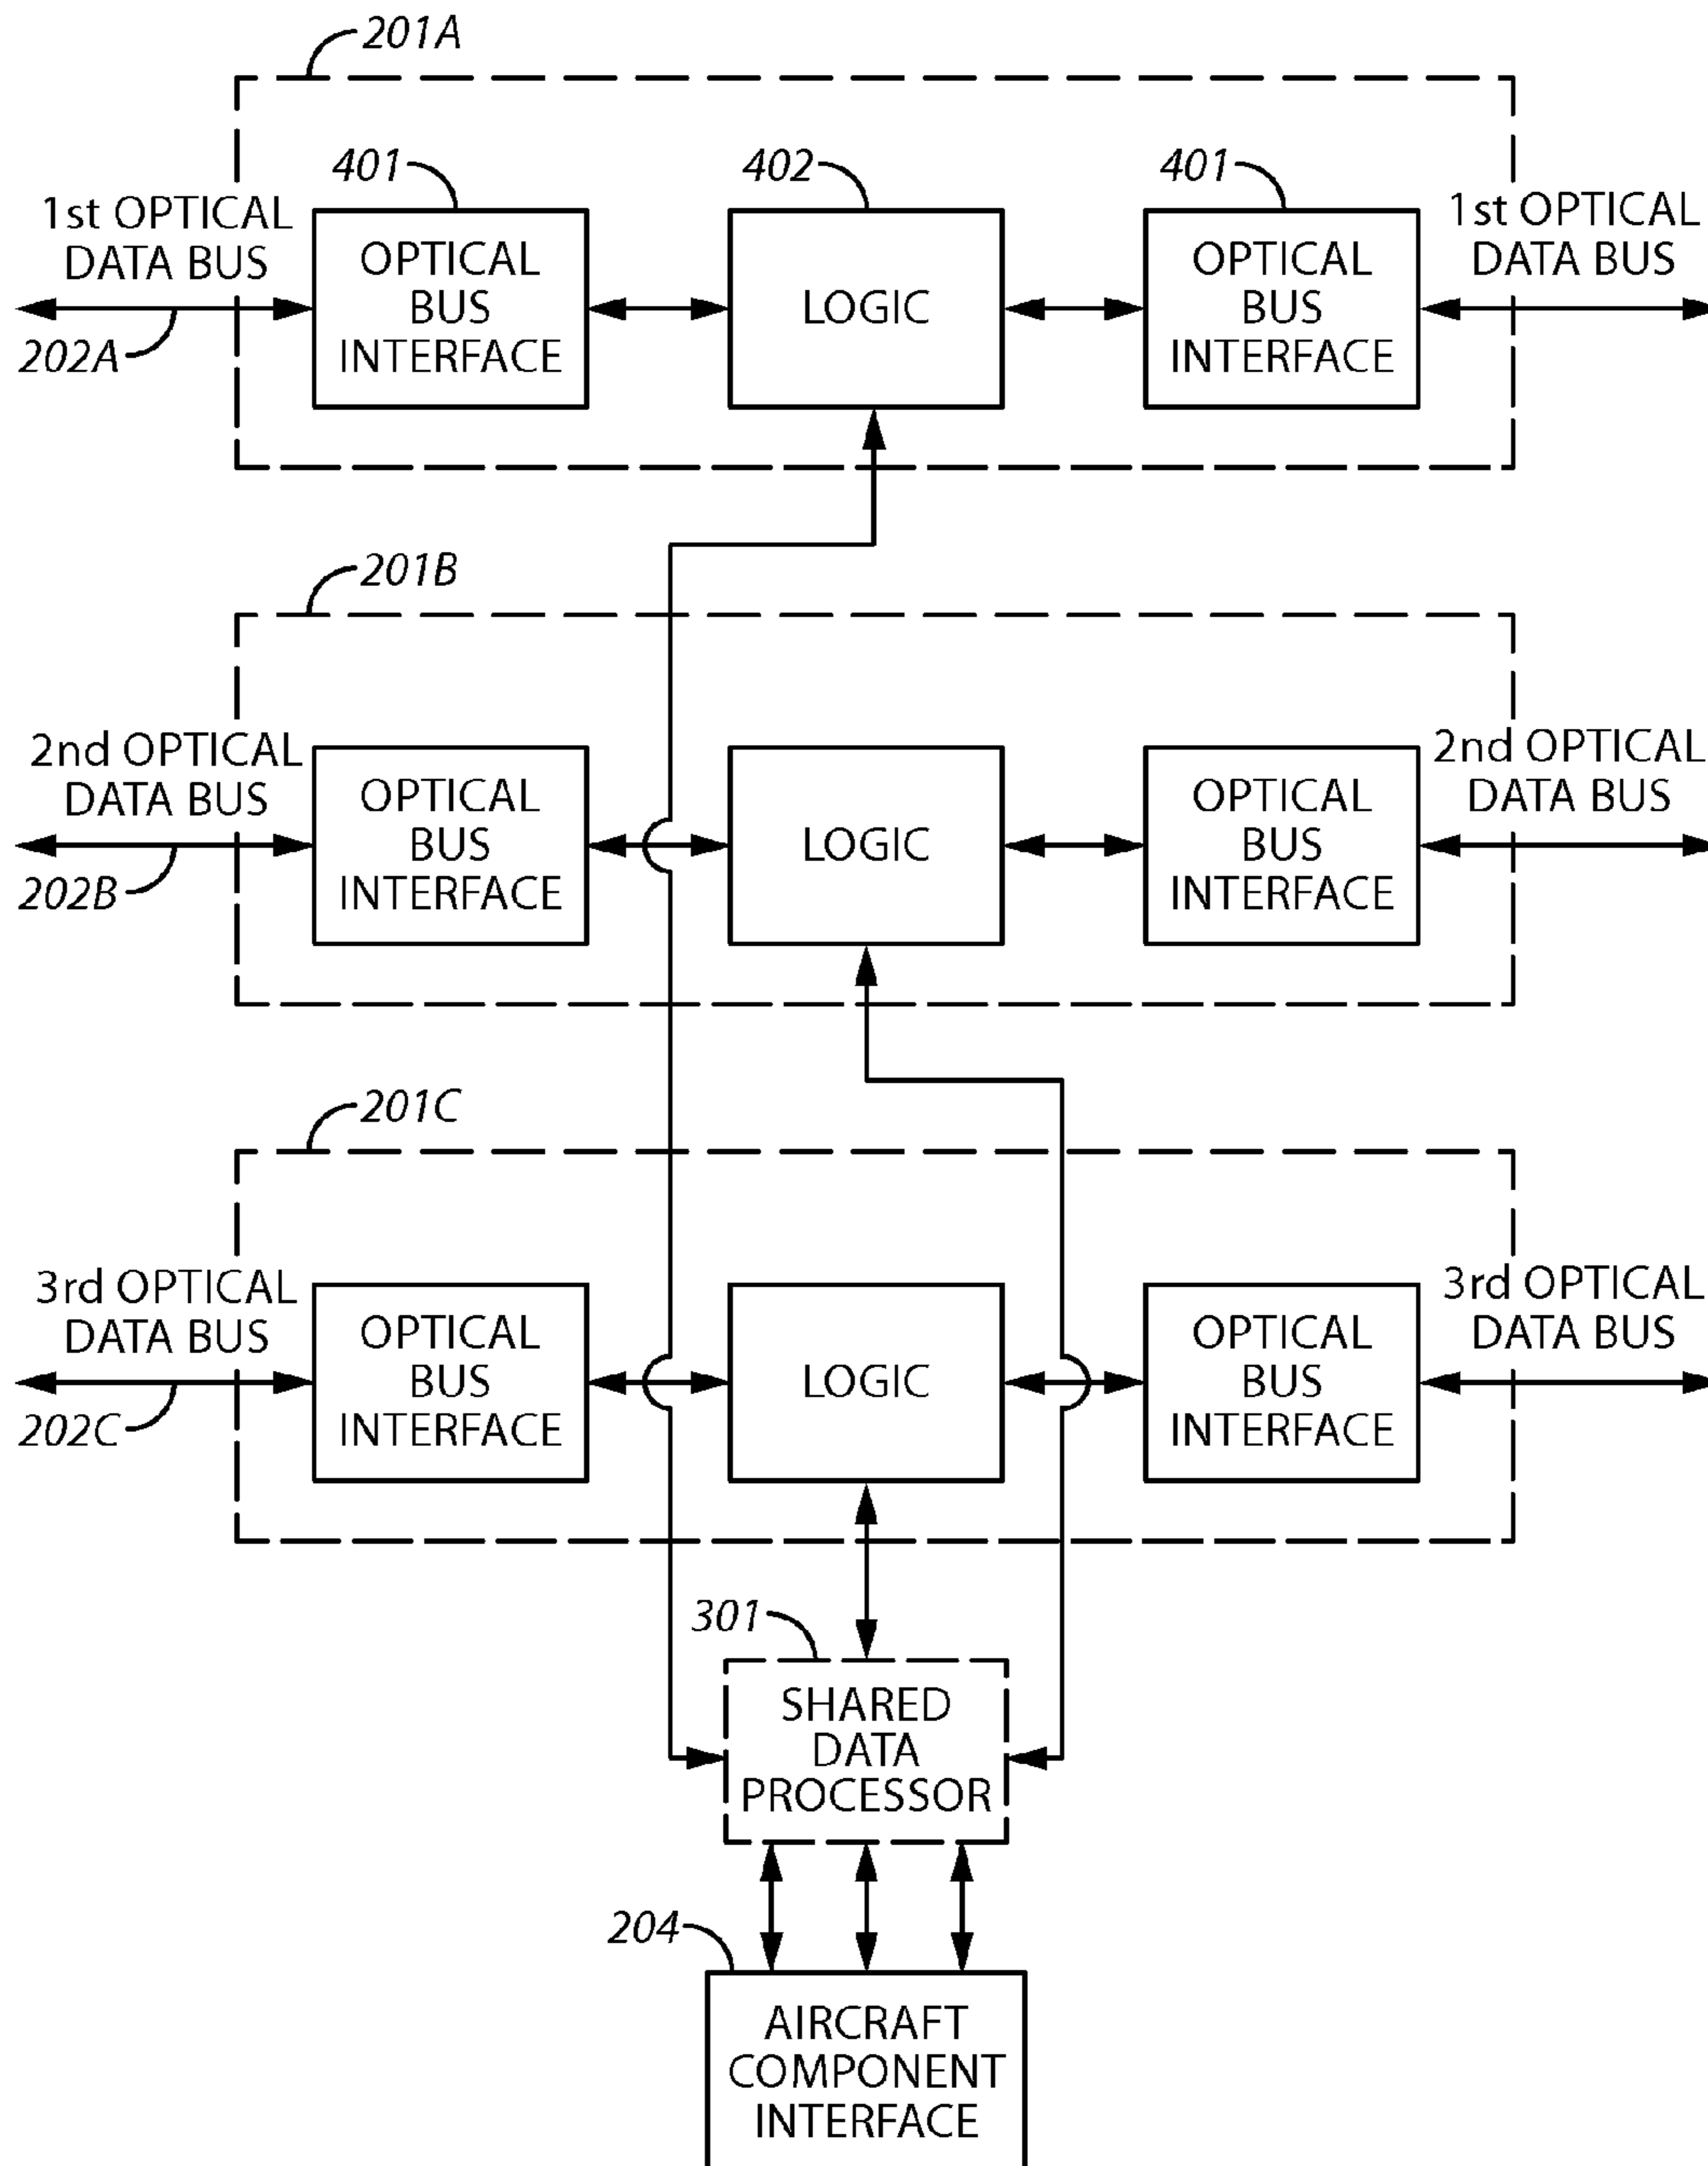 201A
401
402
401
1st OPTICAL
DATA BUS
OPTICAL
BUS
INTERFACE
LOGIC
OPTICAL
BUS
INTERFACE
1st OPTICAL
DATA BUS
202A
201B
2nd OPTICAL
DATA BUS
OPTICAL
BUS
INTERFACE
LOGIC
OPTICAL
BUS
INTERFACE
2nd OPTICAL
DATA BUS
202B
201C
3rd OPTICAL
DATA BUS
OPTICAL
BUS
INTERFACE
LOGIC
OPTICAL
BUS
INTERFACE
3rd OPTICAL
DATA BUS
202C
301
SHARED
DATA
PROCESSOR
204
AIRCRAFT
COMPONENT
INTERFACE